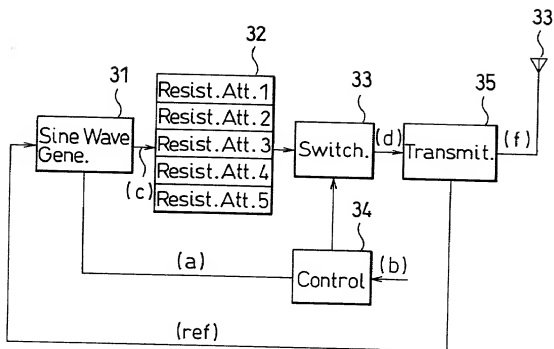 33
32
31
33
35
Resist.Att.1
Resist.Att.2
Resist.Att.3
Resist.Att.4
Resist.Att.5
Sine Wave
Gene.
Switch.
Transmit.
(c)
(d)
(f)
34
Control
(a)
(b)
(ref)